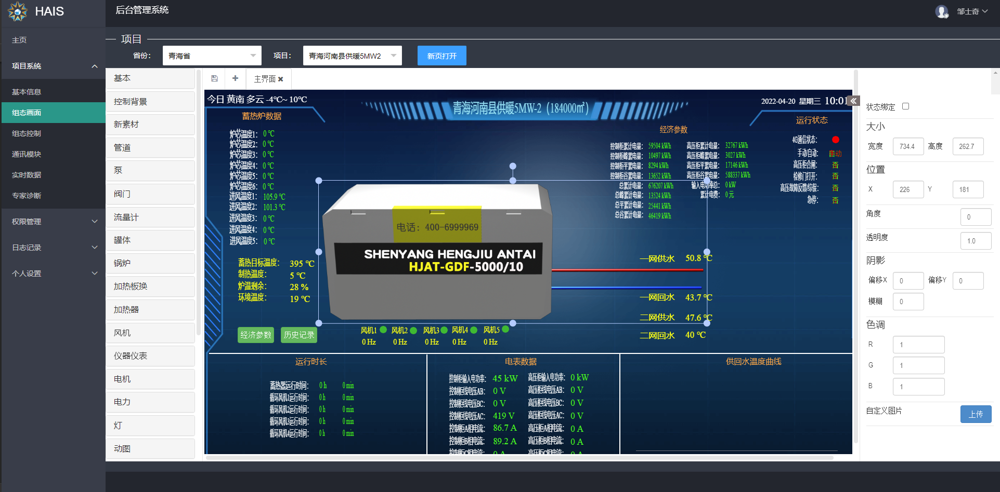 HAIS
后台管理系统
邹士奇
主页
项目系统
基本信息
组态画面
组态控制
通讯模块
实时数据
专家诊断
权限管理
日志记录
个人设置
项目
省份： 青海省 项目： 青海河南县供暖5MW2 新页打开
基本
控制背景
新素材
管道
泵
阀门
流量计
罐体
锅炉
加热板换
加热器
风机
仪器仪表
电机
电力
灯
动图
主界面
今日 黄南 多云 -4℃~ 10℃
青海河南县供暖5MW-2（184000㎡）
2022-04-20 星期三 10:01
蓄热炉数据
炉芯温度1： 0 ℃
炉芯温度2： 0 ℃
炉芯温度3： 0 ℃
炉芯温度4： 0 ℃
炉芯温度5： 0 ℃
炉芯温度6： 0 ℃
进风温度1： 105.9 ℃
进风温度2： 101.3 ℃
进风温度3： 0 ℃
进风温度4： 0 ℃
进风温度5： 0 ℃
蓄热目标温度： 395 ℃
制热温度： 5 ℃
炉温剩余： 28 %
环境温度： 19 ℃
经济参数 历史记录
电话：400-6999969
SHENYANG HENGJIU ANTAI
HJAT-GDF-5000/10
经济参数
控制柜累计电量： 59504 kWh 高压柜累计电量： 32767 kWh
控制柜峰累电量： 10497 kWh 高压柜峰累电量： 3027 kWh
控制柜平累电量： 8294 kWh 高压柜平累电量： 17146 kWh
控制柜谷累电量： 13652 kWh 高压柜谷累电量： 588337 kWh
总累计电量： 676207 kWh 输入电功率总： 0 kW
总峰累计电量： 13524 kWh 累计电费： 0 元
总平累计电量： 25441 kWh
总谷累计电量： 46419 kWh
运行状态
4G通信状态：
手动/自动： 自动
高压柜合闸： 否
检修门打开： 否
高压故障反馈/综保： 否
急停： 否
一网供水 50.8 ℃
一网回水 43.7 ℃
二网供水 47.6 ℃
二网回水 40 ℃
风机1 风机2 风机3 风机4 风机5
0 Hz 0 Hz 0 Hz 0 Hz 0 Hz
运行时长
蓄热器运行时间： 0 h 0 min
循环风机1运行时间： 0 h 0 min
循环风机2运行时间： 0 h 0 min
循环风机3运行时间： 0 h 0 min
循环风机4运行时间： 0 h 0 min
电表数据
控制柜输入电功率： 45 kW 高压柜输入电功率： 0 kW
控制柜线电压AB： 0 V 高压柜线电压AB： 0 V
控制柜线电压BC： 0 V 高压柜线电压BC： 0 V
控制柜线电压AC： 419 V 高压柜线电压AC： 0 V
控制柜A相电流： 86.7 A 高压柜A相电流： 0 A
控制柜B相电流： 89.2 A 高压柜B相电流： 0 A
控制柜C相电流： 0 A 高压柜C相电流： 0 A
供回水温度曲线
状态绑定
大小
宽度 734.4 高度 262.7
位置
X 226 Y 181
角度 0
透明度 1.0
阴影
偏移X 0 偏移Y 0
模糊 0
色调
R 1
G 1
B 1
自定义图片 上传